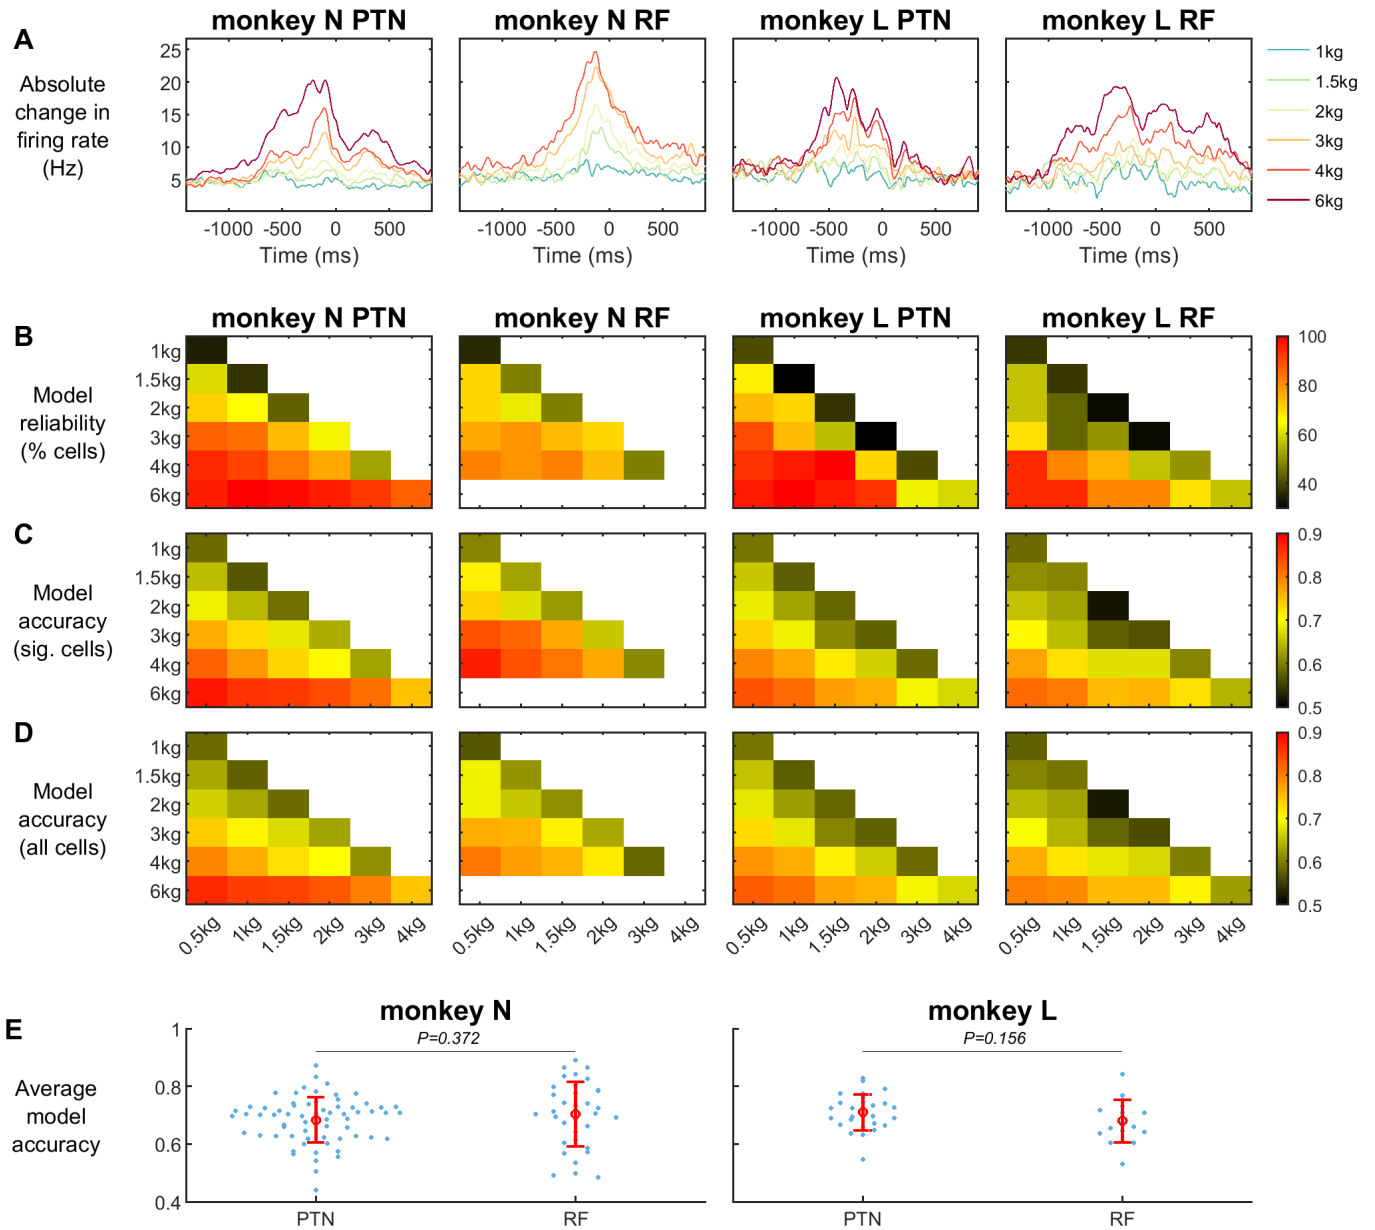 monkey N PTN
monkey N RF
monkey L PTN
monkey L RF
A
Absolute
change in
firing rate
(Hz)
25
20
15
10
5
-1000 -500 0 500
-1000 -500 0 500
-1000 -500 0 500
-1000 -500 0 500
Time (ms)
Time (ms)
Time (ms)
Time (ms)
1kg
1.5kg
2kg
3kg
4kg
6kg
monkey N PTN
monkey N RF
monkey L PTN
monkey L RF
B
Model
reliability
(% cells)
1kg
1.5kg
2kg
3kg
4kg
6kg
100
80
60
40
C
Model
accuracy
(sig. cells)
1kg
1.5kg
2kg
3kg
4kg
6kg
0.9
0.8
0.7
0.6
0.5
D
Model
accuracy
(all cells)
1kg
1.5kg
2kg
3kg
4kg
6kg
0.9
0.8
0.7
0.6
0.5
0.5kg 1kg 1.5kg 2kg 3kg 4kg
0.5kg 1kg 1.5kg 2kg 3kg 4kg
0.5kg 1kg 1.5kg 2kg 3kg 4kg
0.5kg 1kg 1.5kg 2kg 3kg 4kg
E
Average
model
accuracy
monkey N
monkey L
1
0.8
0.6
0.4
P=0.372
P=0.156
PTN RF
PTN RF